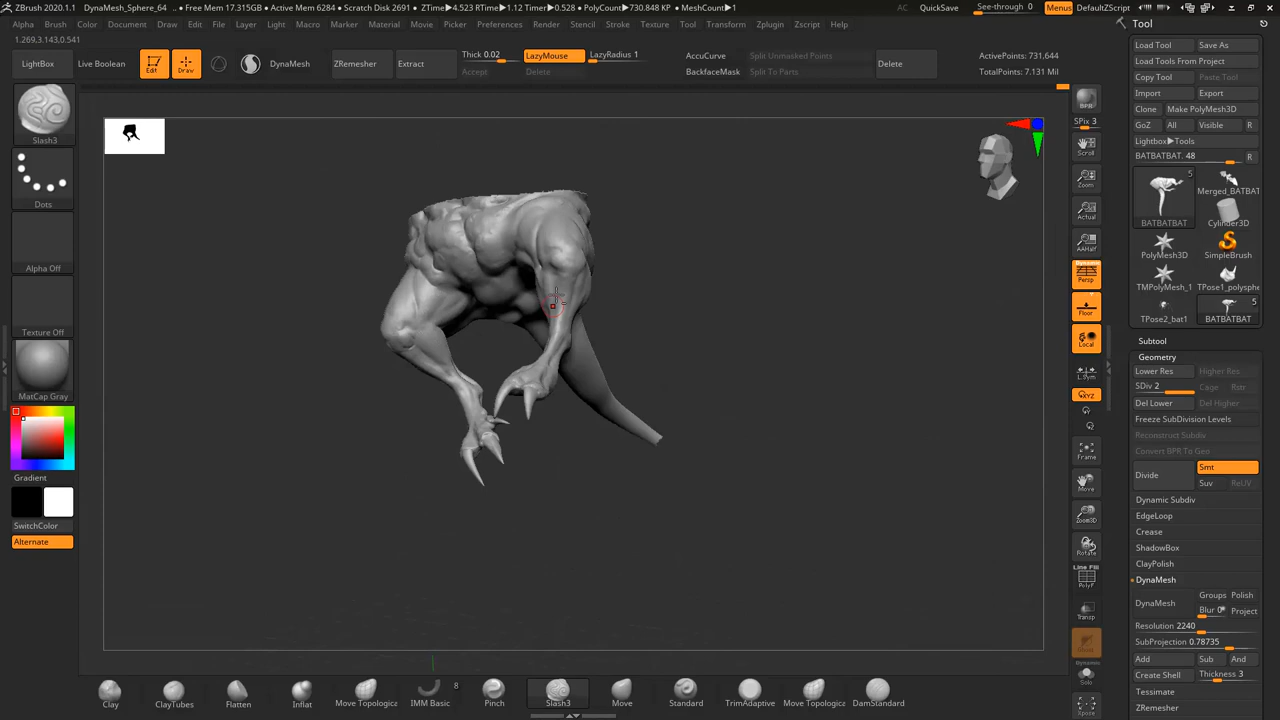 ZBrush 2020.1.1 DynaMesh_Sphere_64 • Free Mem 17.315GB • Active Mem 6284 • Scratch Disk 2691 • ZTime▶4.523 RTime▶1.12 Timer▶0.528 • PolyCount▶730.848 KP • MeshCount▶1
AC QuickSave See-through 0 Menus DefaultZScript
Alpha Brush Color Document Draw Edit File Layer Light Macro Marker Material Movie Picker Preferences Render Stencil Stroke Texture Tool Transform Zplugin Zscript Help
1.269,3.143,0.541
LightBox
Live Boolean
Edit
Draw
DynaMesh
ZRemesher
Extract
Thick 0.02
Accept
LazyMouse
Delete
LazyRadius 1
AccuCurve
BackfaceMask
Split Unmasked Points
Split To Parts
Delete
ActivePoints: 731,644
TotalPoints: 7.131 Mil
Slash3
Dots
Alpha Off
Texture Off
MatCap Gray
Gradient
SwitchColor
Alternate
BPR
SPix 3
Scroll
Zoom
Actual
AAHalf
Dynamic
Persp
Floor
Local
L.Sym
XYZ
Frame
Move
Zoom3D
Rotate
Line Fill
PolyF
Transp
Ghost
Dynamic
Solo
Xpose
Tool
Load Tool Save As
Load Tools From Project
Copy Tool Paste Tool
Import Export
Clone Make PolyMesh3D
GoZ All Visible R
Lightbox▶Tools
BATBATBAT. 48 R
5
BATBATBAT
Merged_BATBAT
Cylinder3D
PolyMesh3D
SimpleBrush
TMPolyMesh_1
TPose1_polysphe
5
TPose2_bat1
BATBATBAT
Subtool
Geometry
Lower Res Higher Res
SDiv 2 Cage Rstr
Del Lower Del Higher
Freeze SubDivision Levels
Reconstruct Subdiv
Convert BPR To Geo
Divide
Smt
Suv ReUV
Dynamic Subdiv
EdgeLoop
Crease
ShadowBox
ClayPolish
DynaMesh
DynaMesh
Groups Polish
Blur 0 Project
Resolution 2240
SubProjection 0.78735
Add Sub And
Create Shell Thickness 3
Tessimate
ZRemesher
Clay
ClayTubes
Flatten
Inflat
Move Topologic
8
IMM Basic
Pinch
Slash3
Move
Standard
TrimAdaptive
Move Topologic
DamStandard